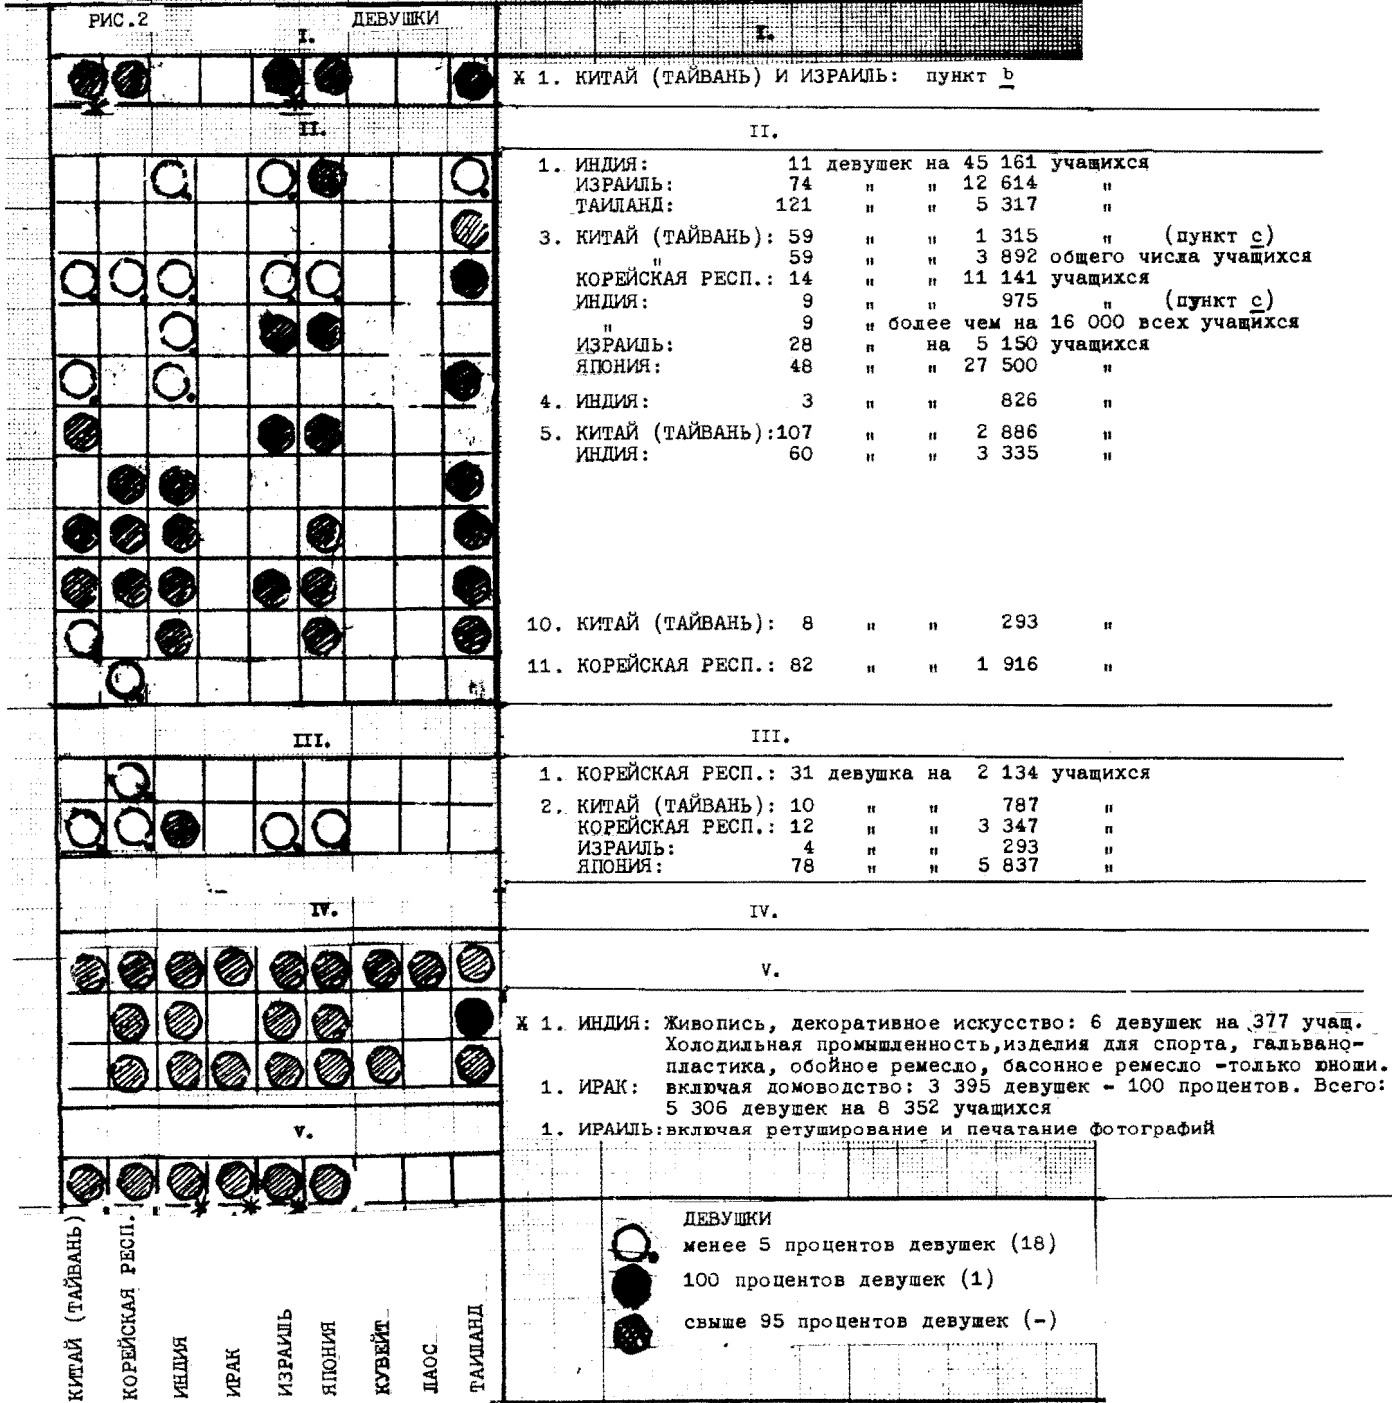 РИС.2 ДЕВУШКИ
I. I.
X 1. КИТАЙ (ТАЙВАНЬ) И ИЗРАИЛЬ: пункт b
II. II.
1. ИНДИЯ: 11 девушек на 45 161 учащихся
ИЗРАИЛЬ: 74 " " 12 614 "
ТАИЛАНД: 121 " " 5 317 "
3. КИТАЙ (ТАЙВАНЬ): 59 " " 1 315 " (пункт c)
" 59 " " 3 892 общего числа учащихся
КОРЕЙСКАЯ РЕСП.: 14 " " 11 141 учащихся
ИНДИЯ: 9 " " 975 " (пункт c)
" 9 " более чем на 16 000 всех учащихся
ИЗРАИЛЬ: 28 " на 5 150 учащихся
ЯПОНИЯ: 48 " " 27 500 "
4. ИНДИЯ: 3 " " 826 "
5. КИТАЙ (ТАЙВАНЬ):107 " " 2 886 "
ИНДИЯ: 60 " " 3 335 "
10. КИТАЙ (ТАЙВАНЬ): 8 " " 293 "
11. КОРЕЙСКАЯ РЕСП.: 82 " " 1 916 "
III. III.
1. КОРЕЙСКАЯ РЕСП.: 31 девушка на 2 134 учащихся
2. КИТАЙ (ТАЙВАНЬ): 10 " " 787 "
КОРЕЙСКАЯ РЕСП.: 12 " " 3 347 "
ИЗРАИЛЬ: 4 " " 293 "
ЯПОНИЯ: 78 " " 5 837 "
IV. IV.
V.
X 1. ИНДИЯ: Живопись, декоративное искусство: 6 девушек на 377 учащ.
Холодильная промышленность,изделия для спорта, гальвано-
пластика, обойное ремесло, басонное ремесло -только юноши.
1. ИРАК: включая домоводство: 3 395 девушек - 100 процентов. Всего:
5 306 девушек на 8 352 учащихся
1. ИРАИЛЬ:включая ретуширование и печатание фотографий
V.
ДЕВУШКИ
менее 5 процентов девушек (18)
100 процентов девушек (1)
свыше 95 процентов девушек (-)
КИТАЙ (ТАЙВАНЬ)
КОРЕЙСКАЯ РЕСП.
ИНДИЯ
ИРАК
ИЗРАИЛЬ
ЯПОНИЯ
КУВЕЙТ
ЛАОС
ТАИЛАНД